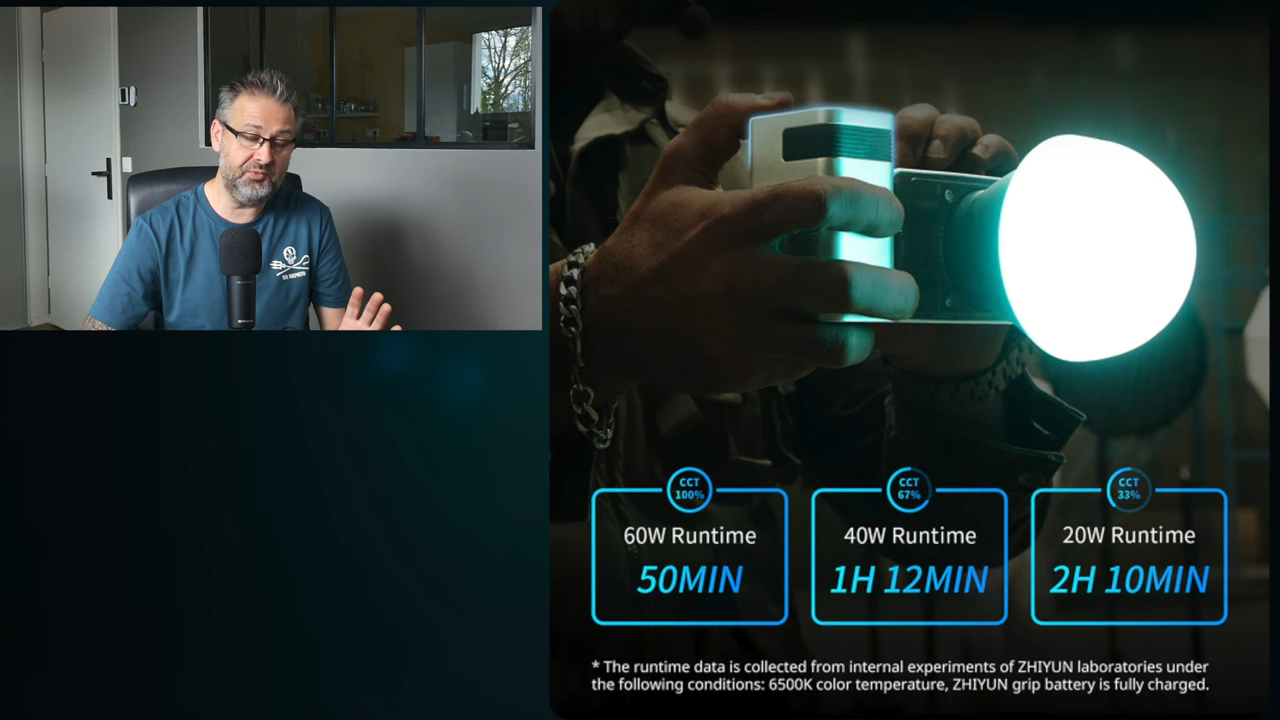 CCT
100%
60W Runtime
50MIN
CCT
67%
40W Runtime
1H 12MIN
CCT
33%
20W Runtime
2H 10MIN
* The runtime data is collected from internal experiments of ZHIYUN laboratories under
the following conditions: 6500K color temperature, ZHIYUN grip battery is fully charged.